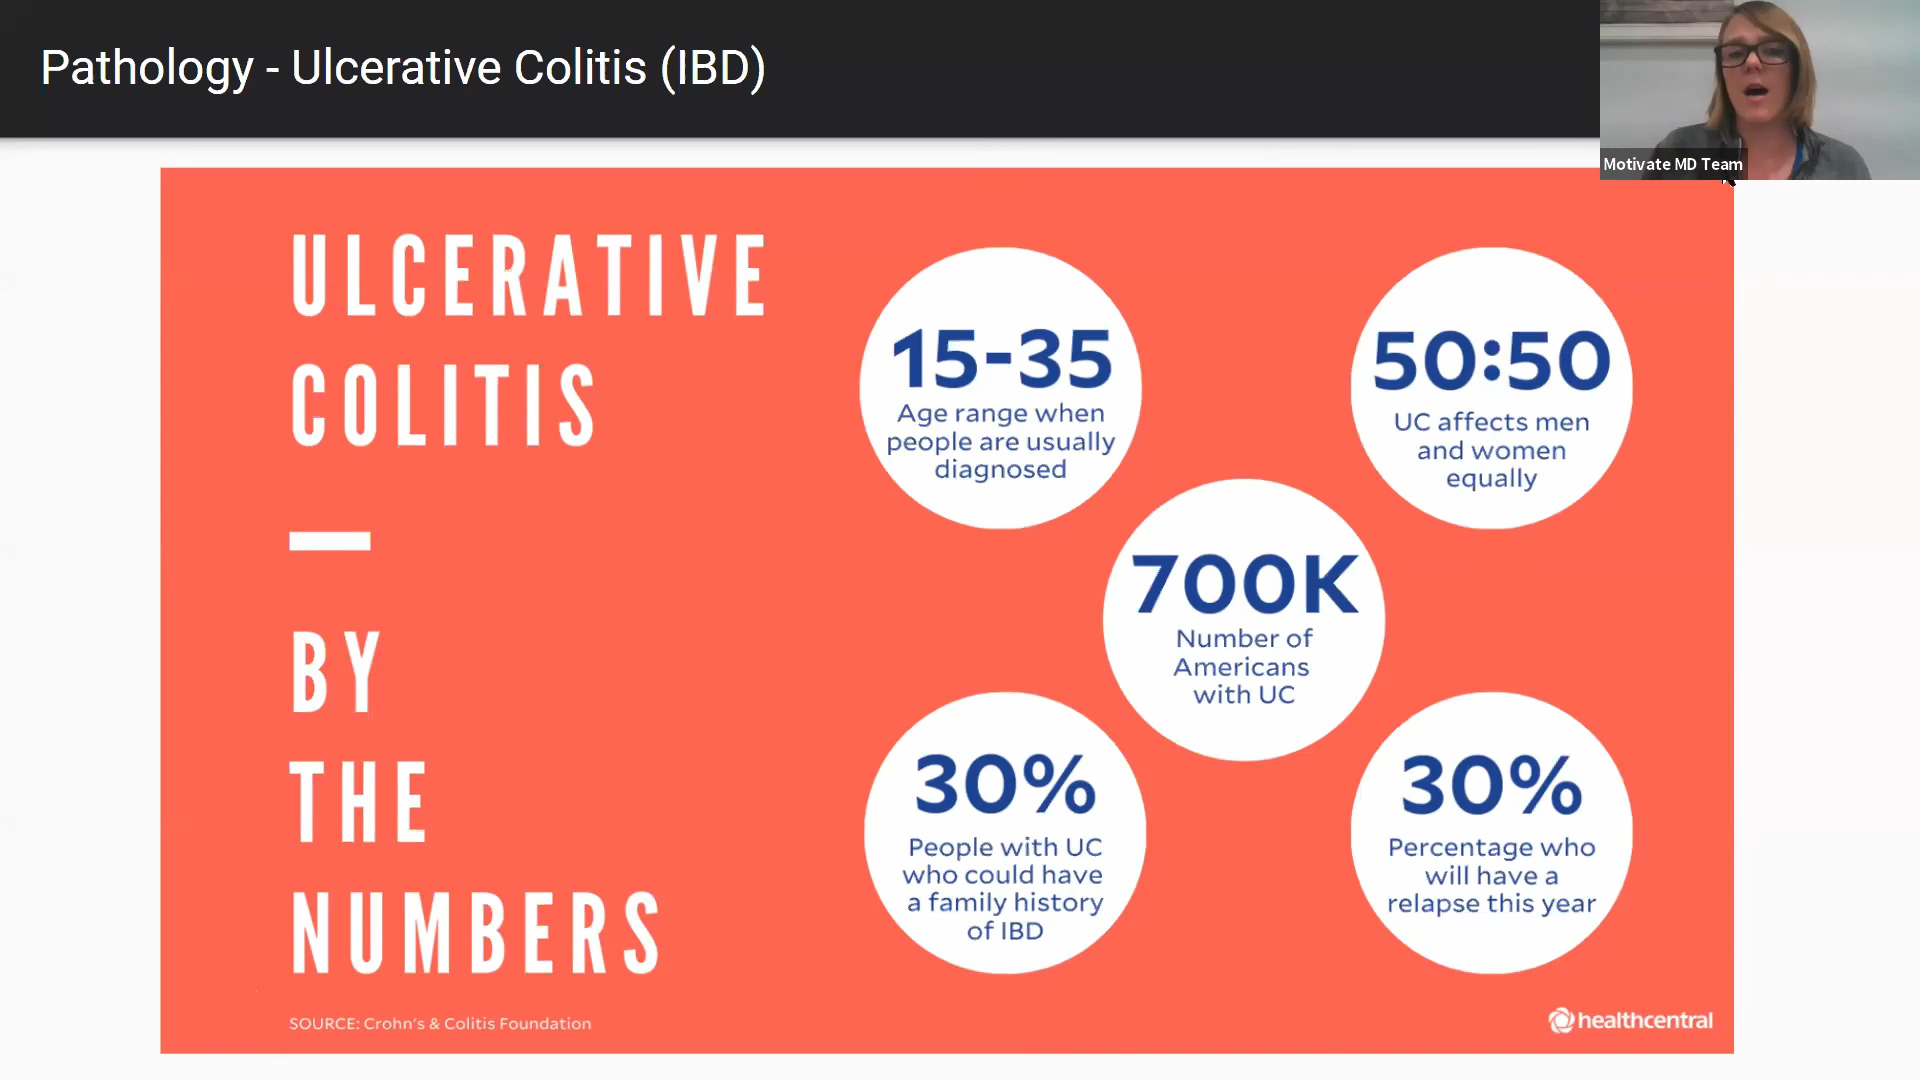 Pathology - Ulcerative Colitis (IBD)
Motivate MD Team
ULCERATIVE
COLITIS
BY
THE
NUMBERS
SOURCE: Crohn's & Colitis Foundation
15-35
Age range when
people are usually
diagnosed
50:50
UC affects men
and women
equally
700K
Number of
Americans
with UC
30%
People with UC
who could have
a family history
of IBD
30%
Percentage who
will have a
relapse this year
healthcentral